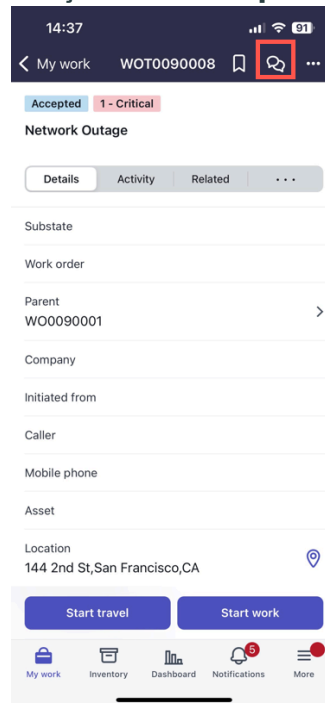 14:37
91
My work
WOT0090008
Accepted
1 - Critical
Network Outage
Details
Activity
Related
Substate
Work order
Parent
WO0090001
Company
Initiated from
Caller
Mobile phone
Asset
Location
144 2nd St,San Francisco,CA
Start travel
Start work
5
My work
Inventory
Dashboard
Notifications
More